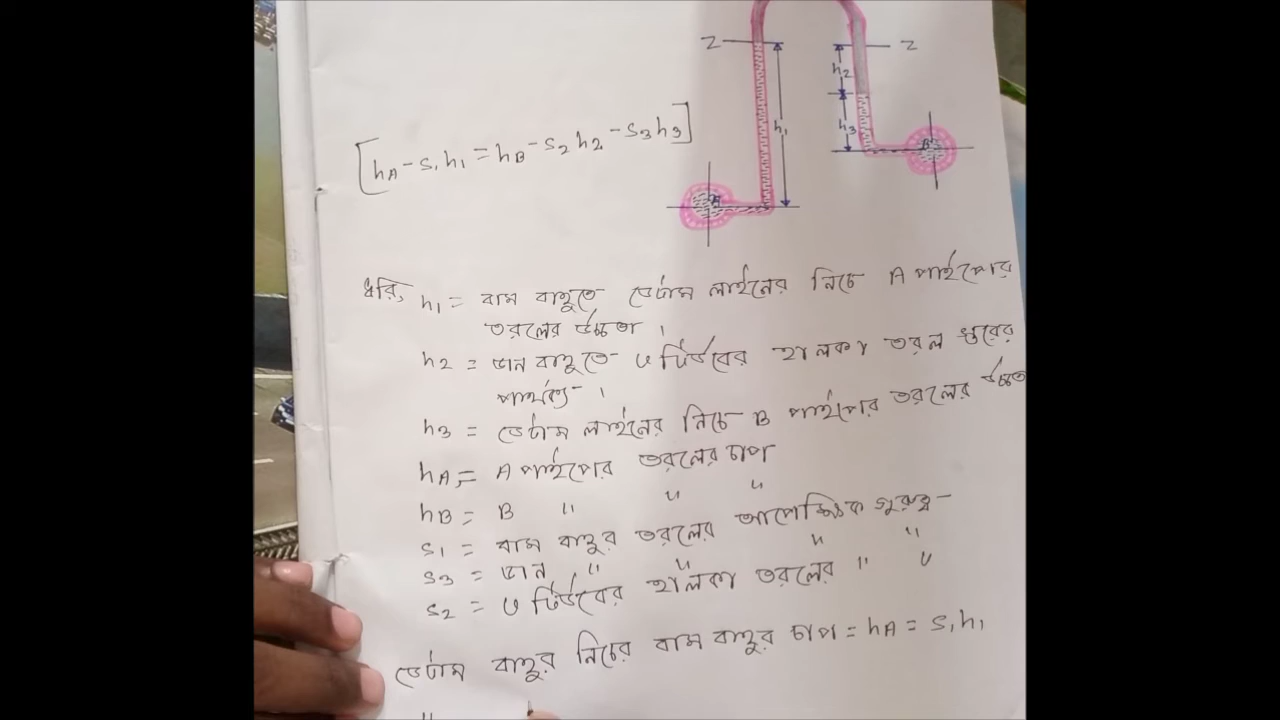 Z Z
h₂
h₁ h₃
[hA - S₁h₁ = hB - S₂h₂ - S₃h₃]
B
A
ধরি, h₁ = বাম বাহুতে ডেটাম লাইনের নিচে A পাইপের
তরলের উচ্চতা ।
h₂ = ডান বাহুতে U টিউবের হালকা তরল স্তরের
পার্থক্য ।
h₃ = ডেটাম লাইনের নিচে B পাইপের তরলের উচ্চতা
hA = A পাইপের তরলের চাপ
hB = B " " "
S₁ = বাম বাহুর তরলের আপেক্ষিক গুরুত্ব
S₃ = ডান " " " "
S₂ = U টিউবের হালকা তরলের " "
ডেটাম বাহুর নিচের বাম বাহুর চাপ = hA = S₁h₁
"